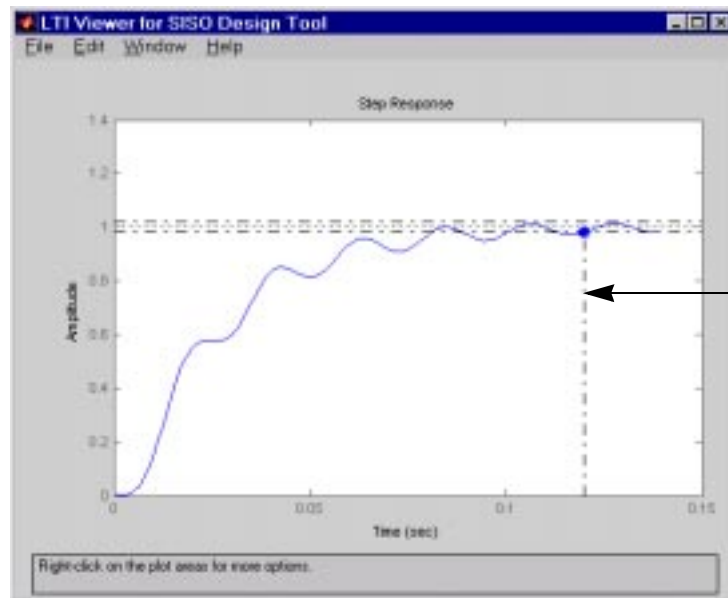 LTI Viewer for SISO Design Tool
File Edit Window Help
Step Response
1.4
1.2
1
0.8
0.6
0.4
0.2
0
Amplitude
0 0.05 0.1 0.15
Time (sec)
Right-click on the plot areas for more options.